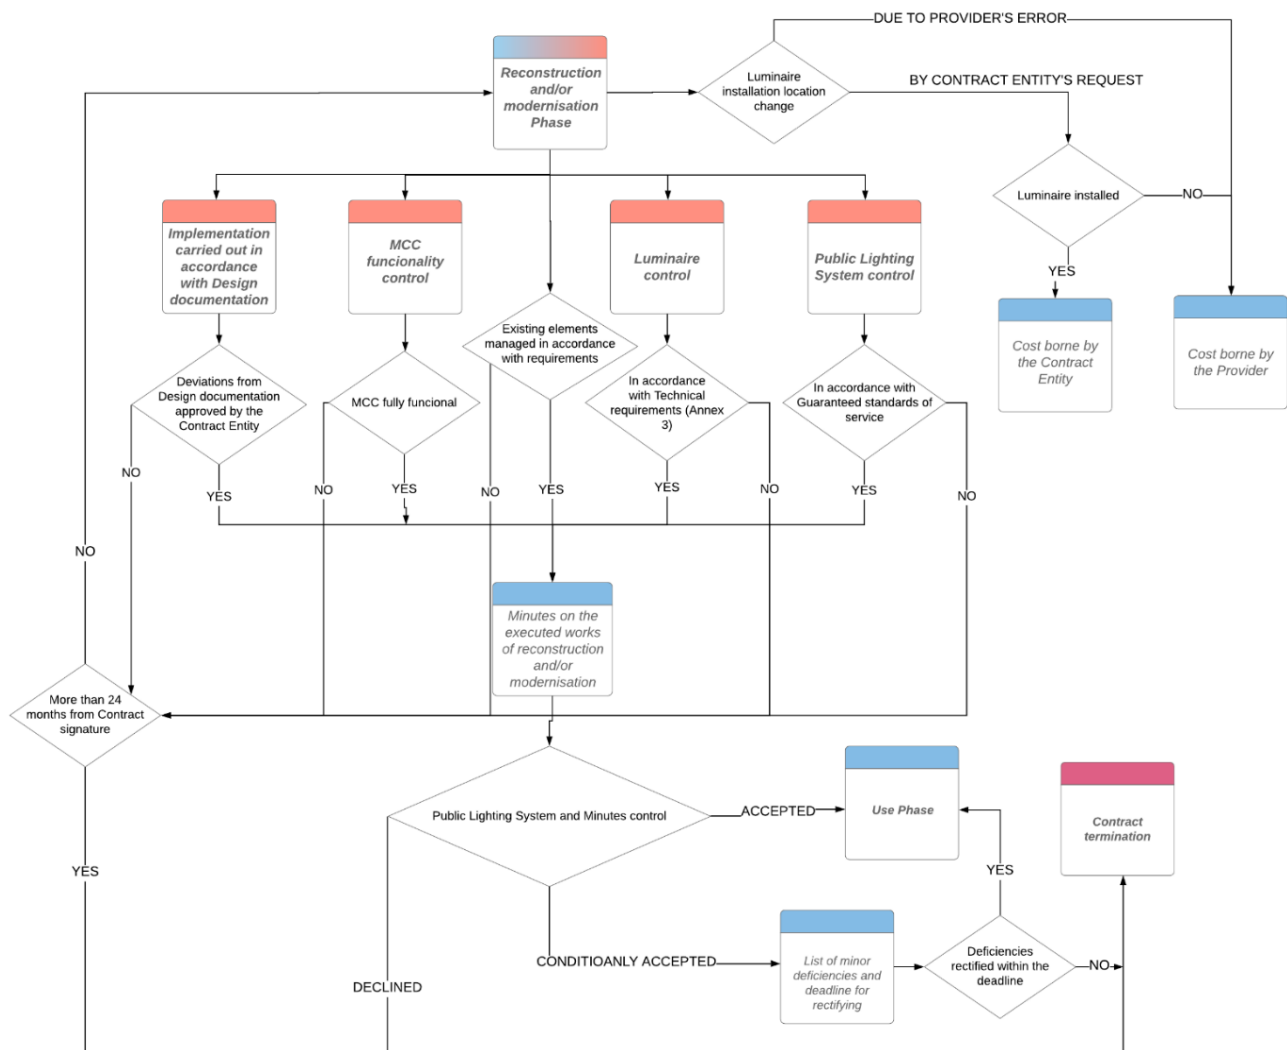 DUE TO PROVIDER'S ERROR
Reconstruction
and/or
modernisation
Phase
Luminaire
installation location
change
BY CONTRACT ENTITY'S REQUEST
Luminaire installed
NO
YES
Cost borne by
the Contract
Entity
Cost borne by
the Provider
Implementation
carried out in
accordance
with Design
documentation
MCC
funcionality
control
Luminaire
control
Public Lighting
System control
Existing elements
managed in accordance
with requirements
Deviations from
Design documentation
approved by the
Contract Entity
MCC fully funcional
In accordance
with Technical
requirements (Annex
3)
In accordance with
Guaranteed standards of
service
NO
YES
NO
YES
NO
YES
YES
NO
YES
NO
NO
Minutes on the
executed works
of reconstruction
and/or
modernisation
More than 24
months from Contract
signature
Public Lighting System and Minutes control
ACCEPTED
Use Phase
Contract
termination
YES
YES
CONDITIOANLY ACCEPTED
List of minor
deficiencies and
deadline for
rectifying
Deficiencies
rectified within the
deadline
NO
DECLINED